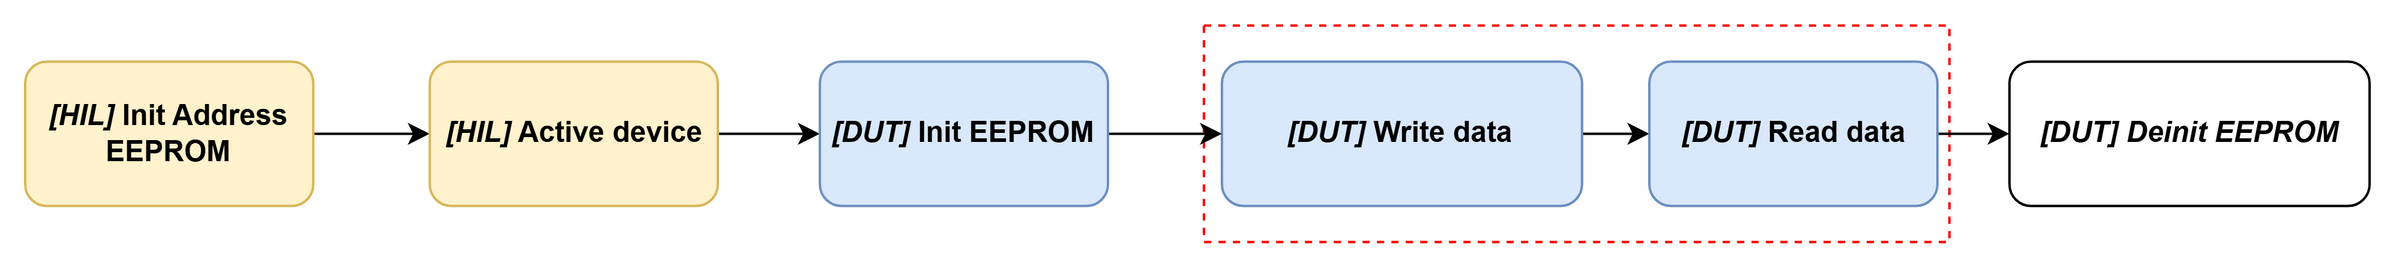 [HIL] Init Address
EEPROM
[HIL] Active device
[DUT] Init EEPROM
[DUT] Write data
[DUT] Read data
[DUT] Deinit EEPROM